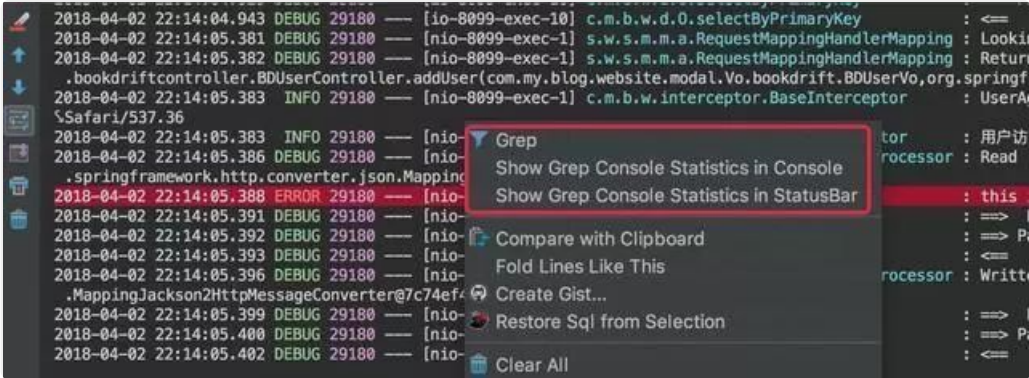 2018-04-02 22:14:04.943 DEBUG 29180 --- [io-8099-exec-10] c.m.b.w.d.O.selectByPrimaryKey : <==
2018-04-02 22:14:05.381 DEBUG 29180 --- [nio-8099-exec-1] s.w.s.m.m.a.RequestMappingHandlerMapping : Lookin
2018-04-02 22:14:05.382 DEBUG 29180 --- [nio-8099-exec-1] s.w.s.m.m.a.RequestMappingHandlerMapping : Return
.bookdriftcontroller.BDUserController.addUser(com.my.blog.website.modal.Vo.bookdrift.BDUserVo,org.springf
2018-04-02 22:14:05.383 INFO 29180 --- [nio-8099-exec-1] c.m.b.w.interceptor.BaseInterceptor : UserA
%Safari/537.36
2018-04-02 22:14:05.383 INFO 29180 --- [nio- tor : 用户访
2018-04-02 22:14:05.386 DEBUG 29180 --- [nio- rocessor : Read
.springframework.http.converter.json.Mapping
2018-04-02 22:14:05.388 ERROR 29180 --- [nio- : this
2018-04-02 22:14:05.391 DEBUG 29180 --- [nio- : ==>
2018-04-02 22:14:05.392 DEBUG 29180 --- [nio- : ==> Pa
2018-04-02 22:14:05.393 DEBUG 29180 --- [nio- : <==
2018-04-02 22:14:05.396 DEBUG 29180 --- [nio- rocessor : Writte
.MappingJackson2HttpMessageConverter@7c74ef4
2018-04-02 22:14:05.399 DEBUG 29180 --- [nio- : ==>
2018-04-02 22:14:05.400 DEBUG 29180 --- [nio- : ==> Pa
2018-04-02 22:14:05.402 DEBUG 29180 --- [nio- : <==
Grep
Show Grep Console Statistics in Console
Show Grep Console Statistics in StatusBar
Compare with Clipboard
Fold Lines Like This
Create Gist...
Restore Sql from Selection
Clear All